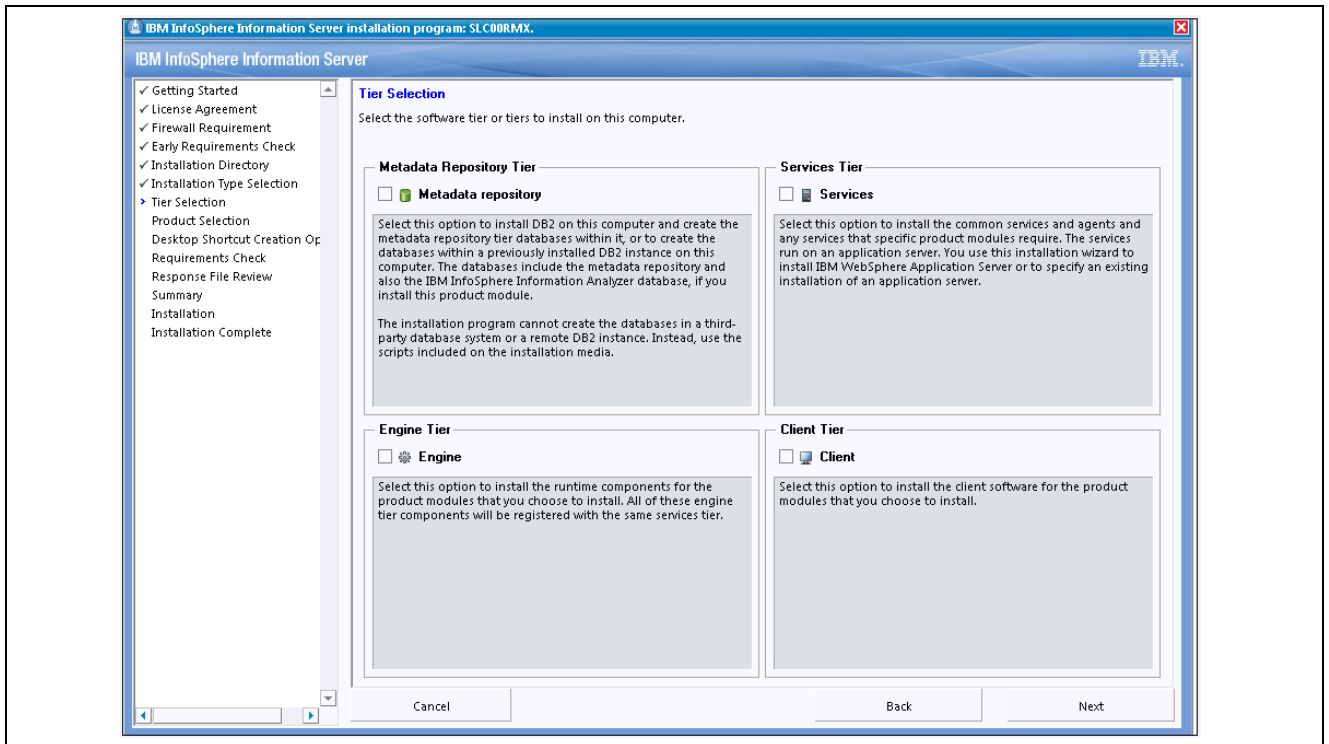 IBM InfoSphere Information Server installation program: SLC00RMX.
IBM InfoSphere Information Server
IBM.
Getting Started
License Agreement
Firewall Requirement
Early Requirements Check
Installation Directory
Installation Type Selection
Tier Selection
Product Selection
Desktop Shortcut Creation Op
Requirements Check
Response File Review
Summary
Installation
Installation Complete
Tier Selection
Select the software tier or tiers to install on this computer.
Metadata Repository Tier
Metadata repository
Select this option to install DB2 on this computer and create the
metadata repository tier databases within it, or to create the
databases within a previously installed DB2 instance on this
computer. The databases include the metadata repository and
also the IBM InfoSphere Information Analyzer database, if you
install this product module.
The installation program cannot create the databases in a third-
party database system or a remote DB2 instance. Instead, use the
scripts included on the installation media.
Services Tier
Services
Select this option to install the common services and agents and
any services that specific product modules require. The services
run on an application server. You use this installation wizard to
install IBM WebSphere Application Server or to specify an existing
installation of an application server.
Engine Tier
Engine
Select this option to install the runtime components for the
product modules that you choose to install. All of these engine
tier components will be registered with the same services tier.
Client Tier
Client
Select this option to install the client software for the product
modules that you choose to install.
Cancel
Back
Next